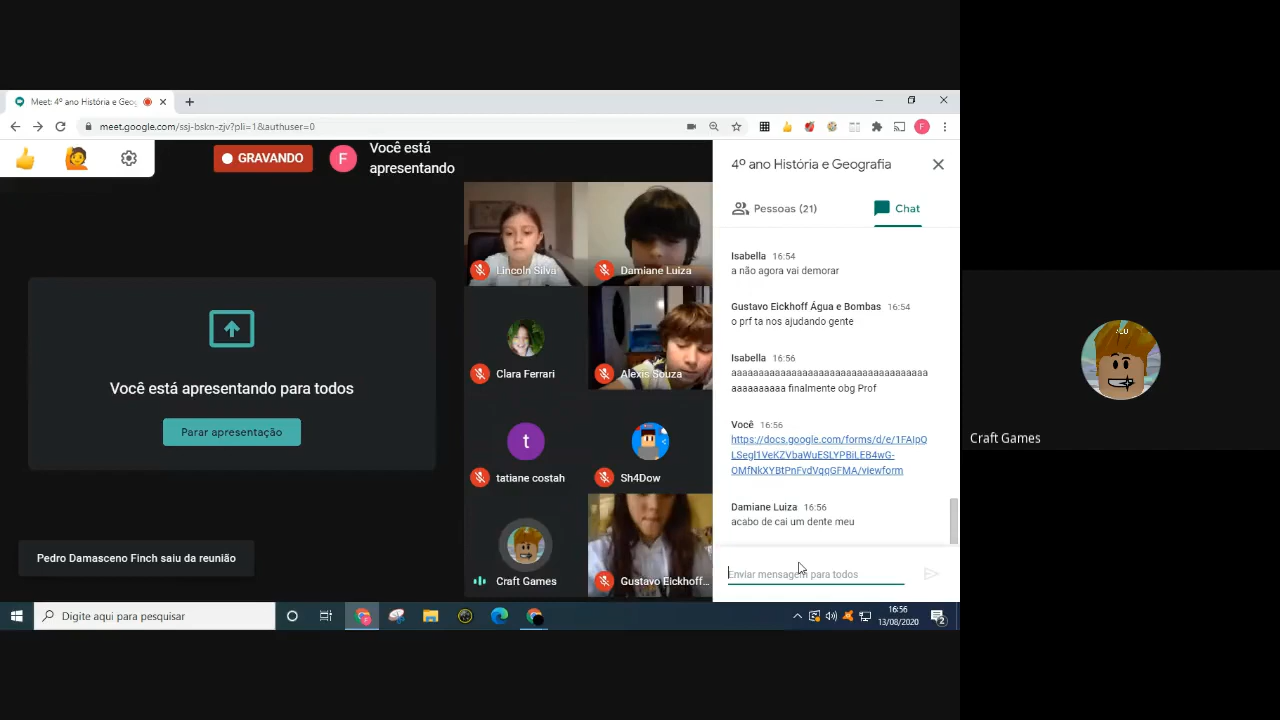 Meet: 4º ano História e Geog
meet.google.com/ssj-bskn-zjv?pli=1&authuser=0
F
GRAVANDO
F
Você está
apresentando
Você está apresentando para todos
Parar apresentação
Pedro Damasceno Finch saiu da reunião
Lincoln Silva
Damiane Luiza
Clara Ferrari
Alexis Souza
t
tatiane costah
Sh4Dow
Craft Games
Gustavo Eickhoff...
4º ano História e Geografia
Pessoas (21)
Chat
Isabella 16:54
a não agora vai demorar
Gustavo Eickhoff Água e Bombas 16:54
o prf ta nos ajudando gente
Isabella 16:56
aaaaaaaaaaaaaaaaaaaaaaaaaaaaaaaaaaaa
aaaaaaaaaa finalmente obg Prof
Você 16:56
https://docs.google.com/forms/d/e/1FAIpQ
LSegl1VeKZVbaWuESLYPBiLEB4wG-
OMfNkXYBtPnFvdVqqGFMA/viewform
Damiane Luiza 16:56
acabo de cai um dente meu
Enviar mensagem para todos
Digite aqui para pesquisar
16:56
13/08/2020
2
Craft Games